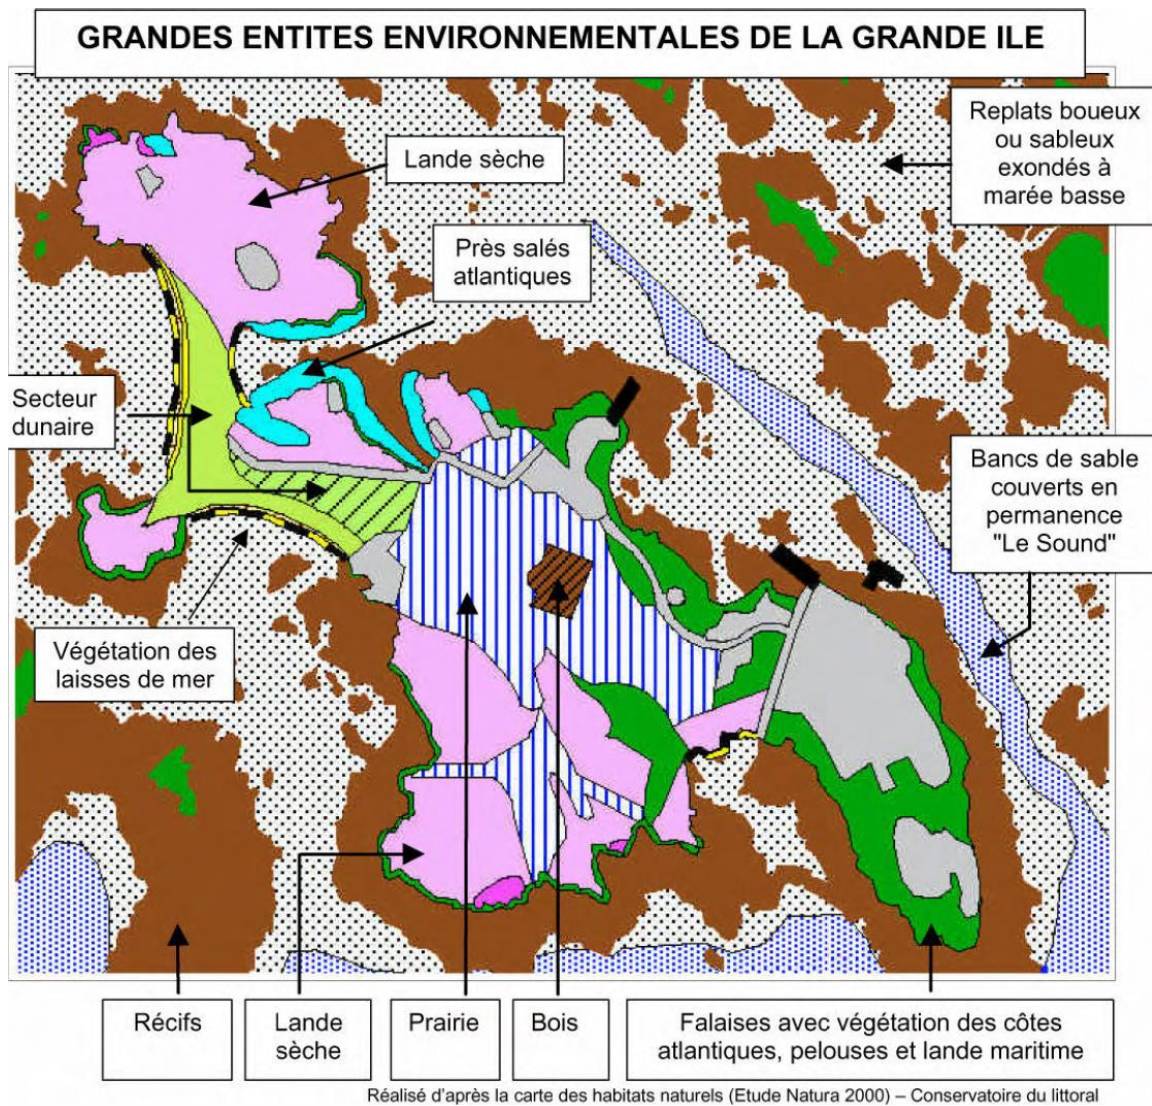 GRANDES ENTITES ENVIRONNEMENTALES DE LA GRANDE ILE
Lande sèche
Replats boueux
ou sableux
exondés à
marée basse
Près salés
atlantiques
Secteur
dunaire
Bancs de sable
couverts en
permanence
"Le Sound"
Végétation des
laisses de mer
Récifs
Lande
sèche
Prairie
Bois
Falaises avec végétation des côtes
atlantiques, pelouses et lande maritime
Réalisé d'après la carte des habitats naturels (Etude Natura 2000) – Conservatoire du littoral